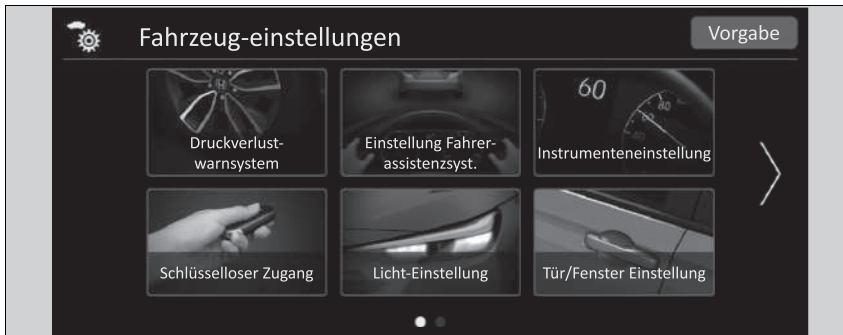 Fahrzeug-einstellungen
Vorgabe
Druckverlust-
warnsystem
Einstellung Fahrer-
assistenzsyst.
60
Instrumenteneinstellung
Schlüsselloser Zugang
Licht-Einstellung
Tür/Fenster Einstellung